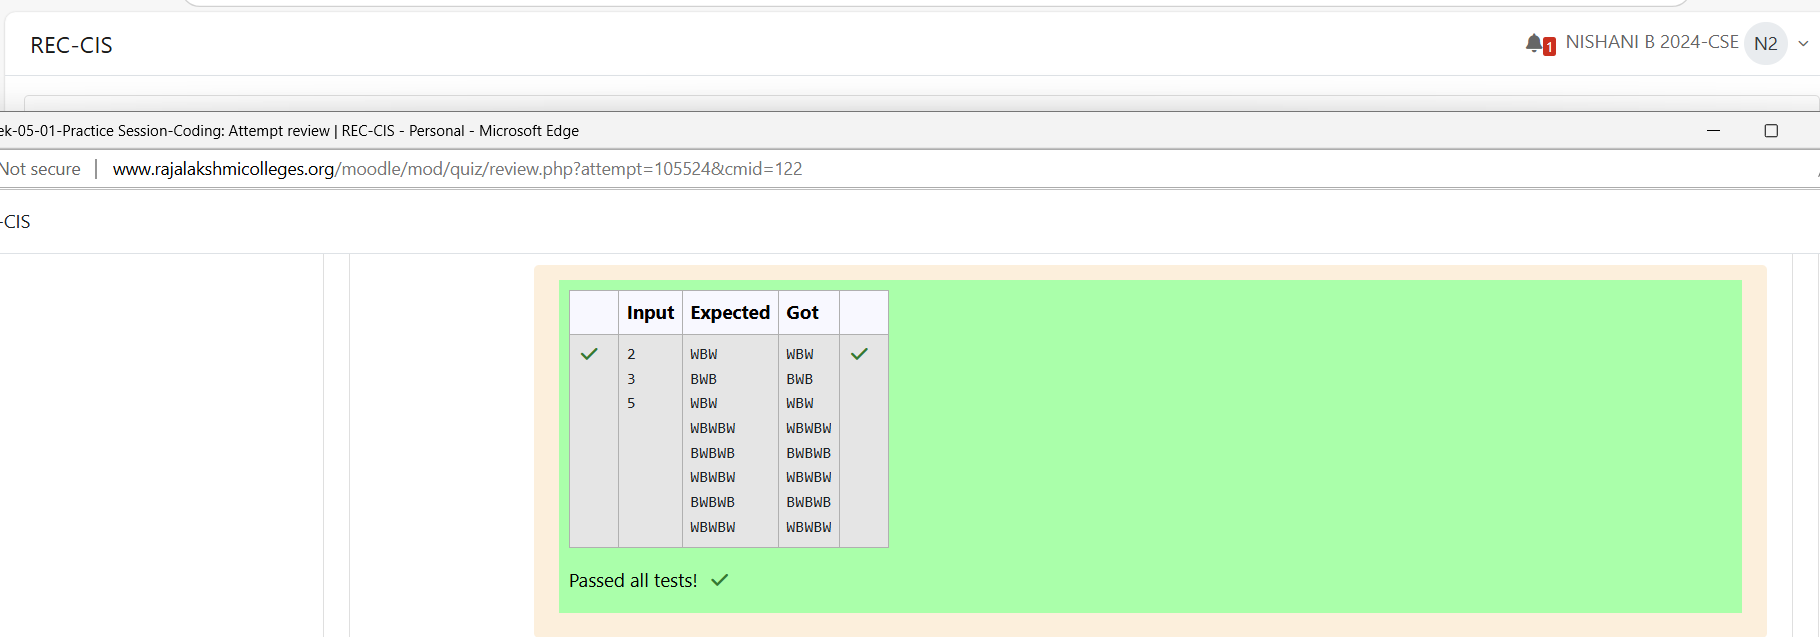 REC-CIS
1 NISHANI B 2024-CSE N2
ek-05-01-Practice Session-Coding: Attempt review | REC-CIS - Personal - Microsoft Edge
Not secure | www.rajalakshmicolleges.org/moodle/mod/quiz/review.php?attempt=105524&cmid=122
-CIS
Input Expected Got
2 WBW WBW
3 BWB BWB
5 WBW WBW
WBWBW WBWBW
BWBWB BWBWB
WBWBW WBWBW
BWBWB BWBWB
WBWBW WBWBW
Passed all tests!